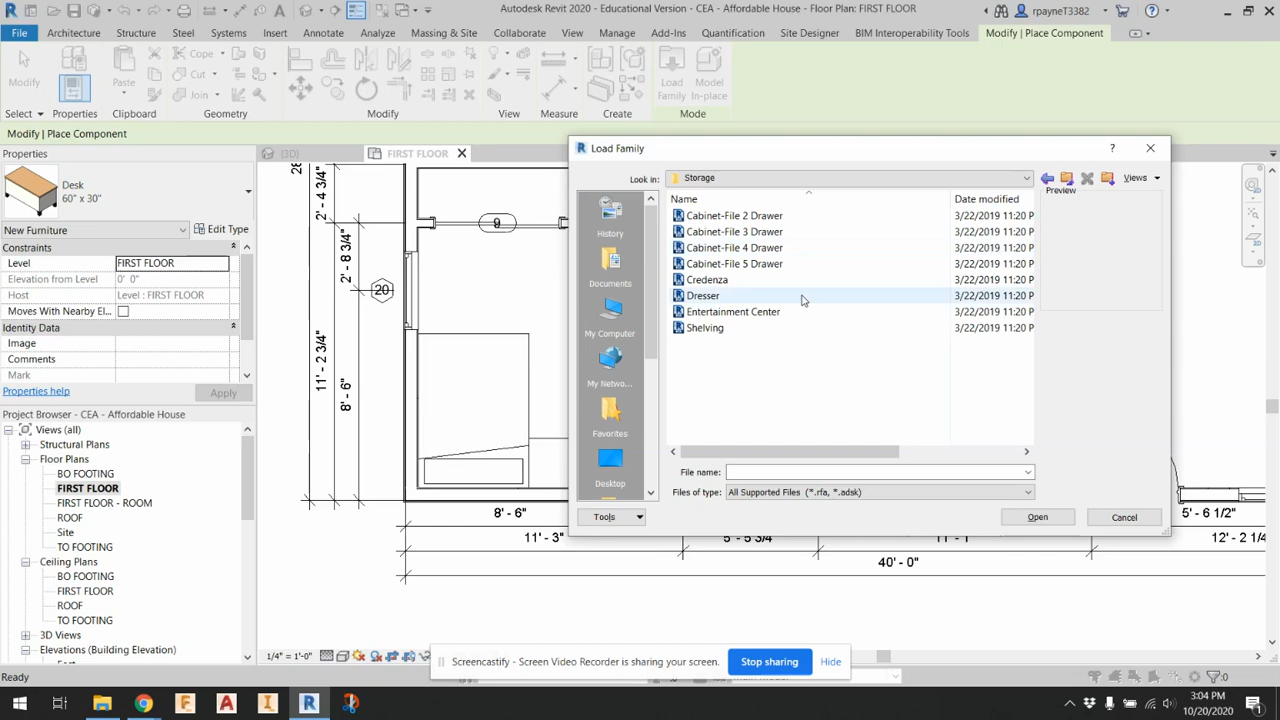 Autodesk Revit 2020 - Educational Version - CEA - Affordable House - Floor Plan: FIRST FLOOR
rpayneT3382
File Architecture Structure Steel Systems Insert Annotate Analyze Massing & Site Collaborate View Manage Add-Ins Quantification Site Designer BIM Interoperability Tools Modify | Place Component
Modify Paste Cope Cut Join Load Family Model In-place
Select Properties Clipboard Geometry Modify View Measure Create Mode
Modify | Place Component
Properties
Desk
60" x 30"
New Furniture Edit Type
Constraints
Level FIRST FLOOR
Elevation from Level 0' 0"
Host Level : FIRST FLOOR
Moves With Nearby El...
Identity Data
Image
Comments
Mark
Properties help Apply
Project Browser - CEA - Affordable House
Views (all)
Structural Plans
Floor Plans
BO FOOTING
FIRST FLOOR
FIRST FLOOR - ROOM
ROOF
Site
TO FOOTING
Ceiling Plans
BO FOOTING
FIRST FLOOR
ROOF
TO FOOTING
3D Views
Elevations (Building Elevation)
{3D} FIRST FLOOR
2' - 4 3/4"
2' - 8 3/4"
11' - 2 3/4"
8' - 6"
9
20
8' - 6"
11' - 3"
5' - 5 3/4"
11' - 1"
40' - 0"
5' - 6 1/2"
12' - 2 1/4
Load Family
Look in: Storage Views
Name Date modified
Preview
Cabinet-File 2 Drawer 3/22/2019 11:20 P
Cabinet-File 3 Drawer 3/22/2019 11:20 P
Cabinet-File 4 Drawer 3/22/2019 11:20 P
Cabinet-File 5 Drawer 3/22/2019 11:20 P
Credenza 3/22/2019 11:20 P
Dresser 3/22/2019 11:20 P
Entertainment Center 3/22/2019 11:20 P
Shelving 3/22/2019 11:20 P
History
Documents
My Computer
My Netwo...
Favorites
Desktop
File name:
Files of type: All Supported Files (*.rfa, *.adsk)
Tools Open Cancel
1/4" = 1'-0"
Screencastify - Screen Video Recorder is sharing your screen. Stop sharing Hide
Ready
:0
3:04 PM
10/20/2020